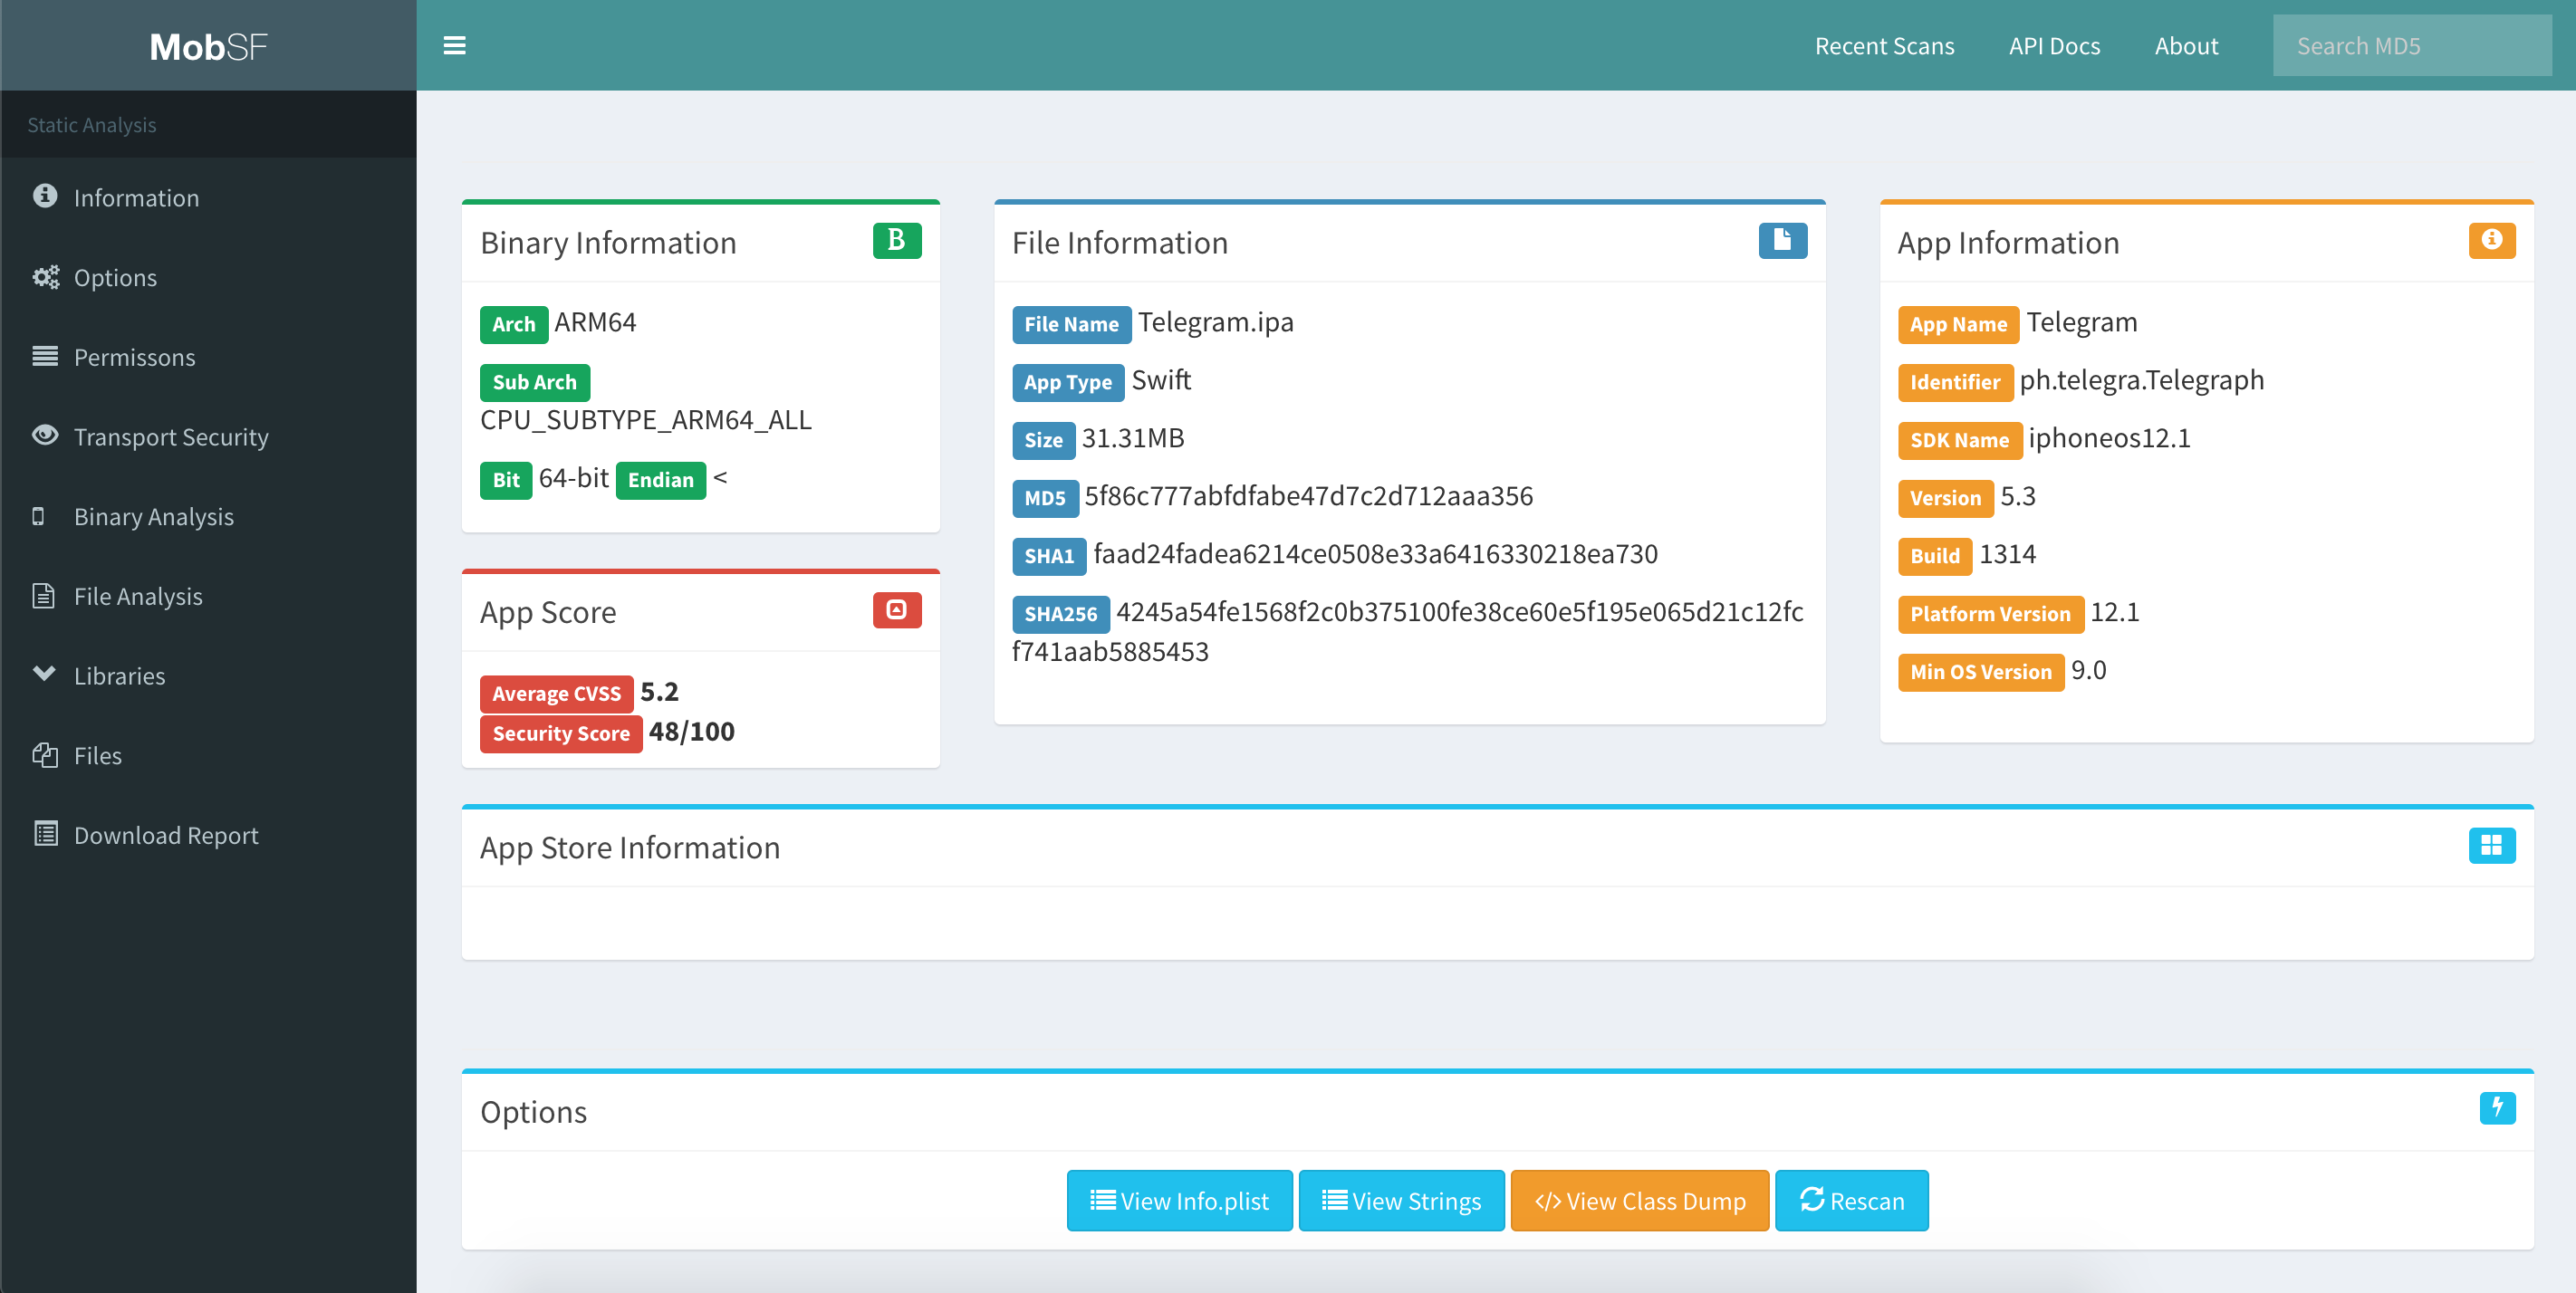 MobSF
Recent Scans API Docs About Search MD5
Static Analysis
Information
Options
Permissons
Transport Security
Binary Analysis
File Analysis
Libraries
Files
Download Report
Binary Information B
Arch ARM64
Sub Arch
CPU_SUBTYPE_ARM64_ALL
Bit 64-bit Endian <
App Score
Average CVSS 5.2
Security Score 48/100
File Information
File Name Telegram.ipa
App Type Swift
Size 31.31MB
MD5 5f86c777abfdfabe47d7c2d712aaa356
SHA1 faad24fadea6214ce0508e33a6416330218ea730
SHA256 4245a54fe1568f2c0b375100fe38ce60e5f195e065d21c12fc
f741aab5885453
App Information
App Name Telegram
Identifier ph.telegra.Telegraph
SDK Name iphoneos12.1
Version 5.3
Build 1314
Platform Version 12.1
Min OS Version 9.0
App Store Information
Options
View Info.plist View Strings </> View Class Dump Rescan